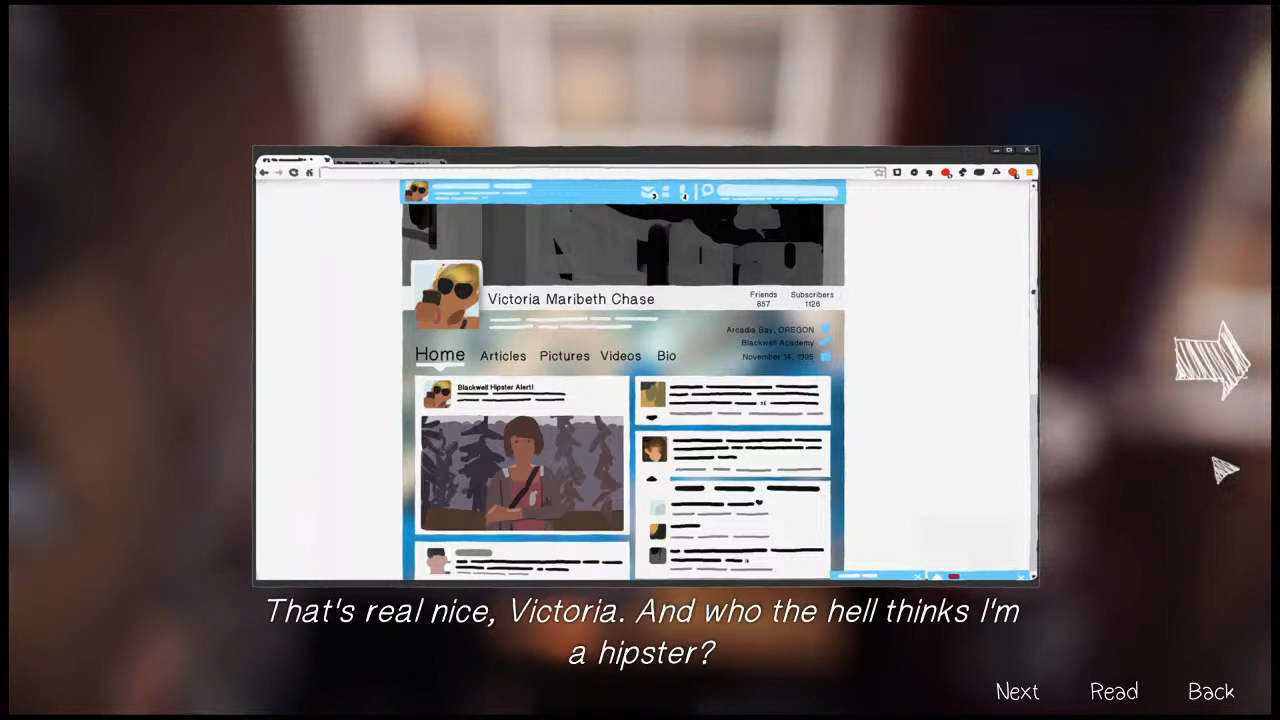 Victoria Maribeth Chase
Friends
657
Subscribers
1126
Arcadia Bay, OREGON
Blackwell Academy
November 14, 1995
Home
Articles
Pictures
Videos
Bio
Blackwell Hipster Alert!
That's real nice, Victoria. And who the hell thinks I'm
a hipster?
Next
Read
Back